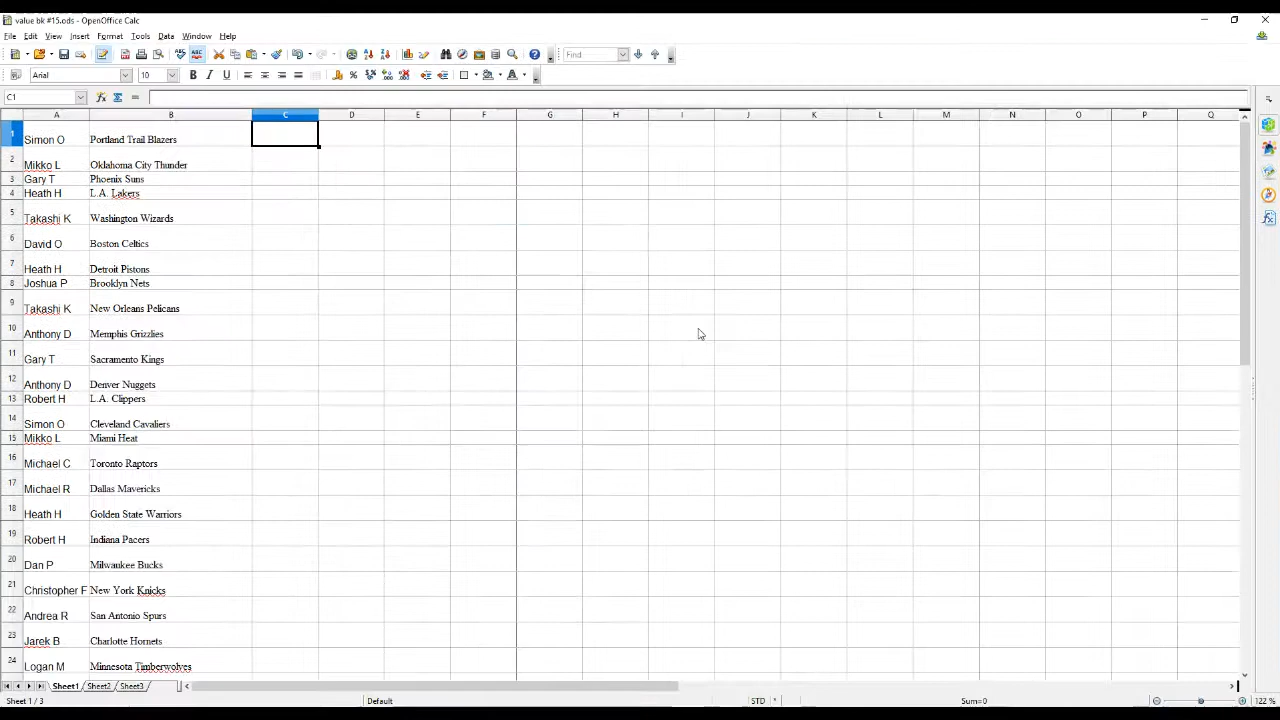 value bk #15.ods - OpenOffice Calc
File Edit View Insert Format Tools Data Window Help
Find
Arial 10
C1
A B C D E F G H I J K L M N O P Q
1 Simon O Portland Trail Blazers
2 Mikko L Oklahoma City Thunder
3 Gary T Phoenix Suns
4 Heath H L.A. Lakers
5 Takashi K Washington Wizards
6 David O Boston Celtics
7 Heath H Detroit Pistons
8 Joshua P Brooklyn Nets
9 Takashi K New Orleans Pelicans
10 Anthony D Memphis Grizzlies
11 Gary T Sacramento Kings
12 Anthony D Denver Nuggets
13 Robert H L.A. Clippers
14 Simon O Cleveland Cavaliers
15 Mikko L Miami Heat
16 Michael C Toronto Raptors
17 Michael R Dallas Mavericks
18 Heath H Golden State Warriors
19 Robert H Indiana Pacers
20 Dan P Milwaukee Bucks
21 Christopher F New York Knicks
22 Andrea R San Antonio Spurs
23 Jarek B Charlotte Hornets
24 Logan M Minnesota Timberwolves
Sheet1 Sheet2 Sheet3
Sheet 1 / 3 Default STD * Sum=0 122 %